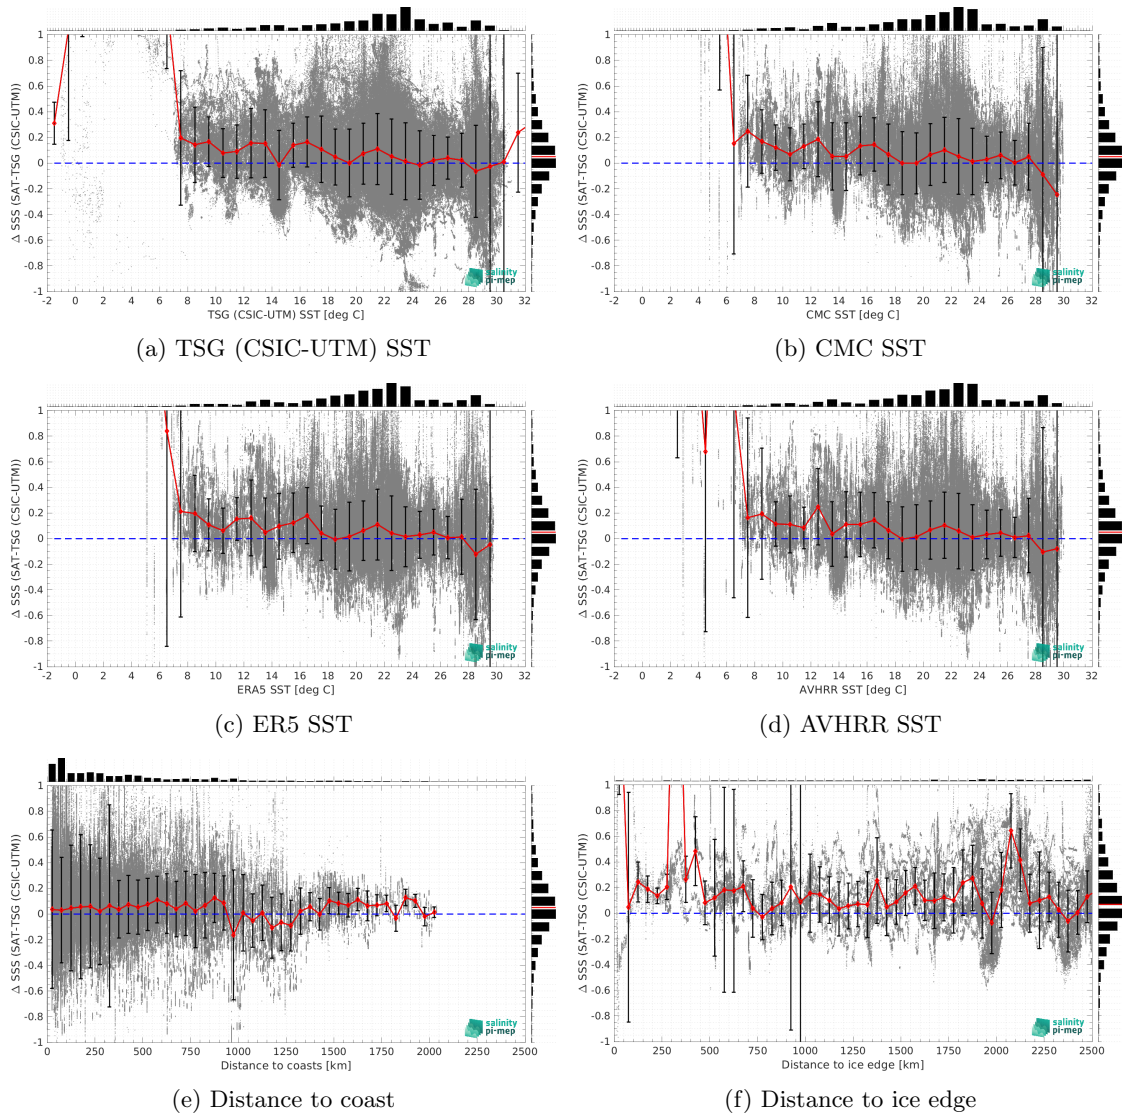 1
0.8
0.6
0.4
0.2
0
-0.2
-0.4
-0.6
-0.8
-1
Δ SSS (SAT-TSG (CSIC-UTM))
-2 0 2 4 6 8 10 12 14 16 18 20 22 24 26 28 30 32
TSG (CSIC-UTM) SST [deg C]
salinity
pi-mep
(a) TSG (CSIC-UTM) SST
1
0.8
0.6
0.4
0.2
0
-0.2
-0.4
-0.6
-0.8
-1
Δ SSS (SAT-TSG (CSIC-UTM))
-2 0 2 4 6 8 10 12 14 16 18 20 22 24 26 28 30 32
CMC SST [deg C]
salinity
pi-mep
(b) CMC SST
1
0.8
0.6
0.4
0.2
0
-0.2
-0.4
-0.6
-0.8
-1
Δ SSS (SAT-TSG (CSIC-UTM))
-2 0 2 4 6 8 10 12 14 16 18 20 22 24 26 28 30 32
ERA5 SST [deg C]
salinity
pi-mep
(c) ER5 SST
1
0.8
0.6
0.4
0.2
0
-0.2
-0.4
-0.6
-0.8
-1
Δ SSS (SAT-TSG (CSIC-UTM))
-2 0 2 4 6 8 10 12 14 16 18 20 22 24 26 28 30 32
AVHRR SST [deg C]
salinity
pi-mep
(d) AVHRR SST
1
0.8
0.6
0.4
0.2
0
-0.2
-0.4
-0.6
-0.8
-1
Δ SSS (SAT-TSG (CSIC-UTM))
0 250 500 750 1000 1250 1500 1750 2000 2250 2500
Distance to coasts [km]
salinity
pi-mep
(e) Distance to coast
1
0.8
0.6
0.4
0.2
0
-0.2
-0.4
-0.6
-0.8
-1
Δ SSS (SAT-TSG (CSIC-UTM))
0 250 500 750 1000 1250 1500 1750 2000 2250 2500
Distance to ice edge [km]
salinity
pi-mep
(f) Distance to ice edge